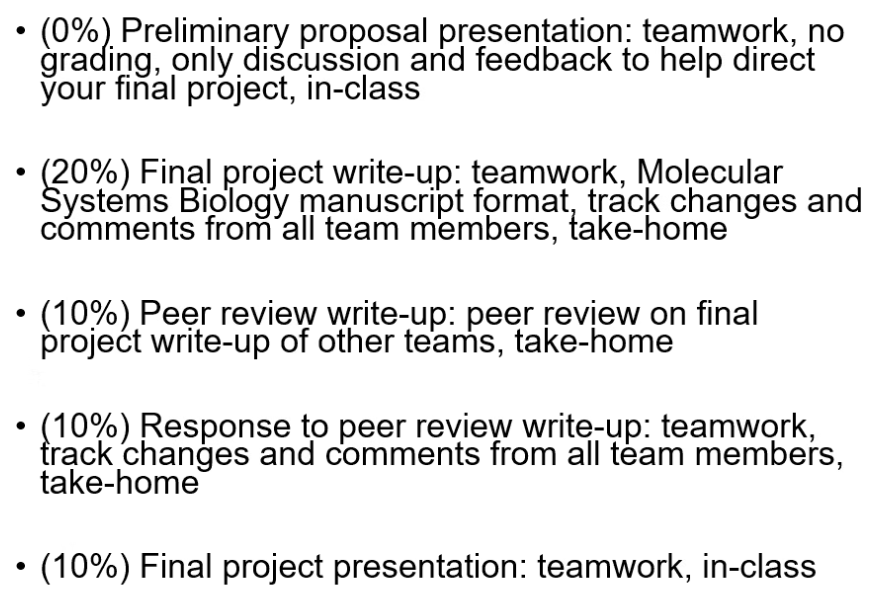 • (0%) Preliminary proposal presentation: teamwork, no
grading, only discussion and feedback to help direct
your final project, in-class
• (20%) Final project write-up: teamwork, Molecular
Systems Biology manuscript format, track changes and
comments from all team members, take-home
• (10%) Peer review write-up: peer review on final
project write-up of other teams, take-home
• (10%) Response to peer review write-up: teamwork,
track changes and comments from all team members,
take-home
• (10%) Final project presentation: teamwork, in-class